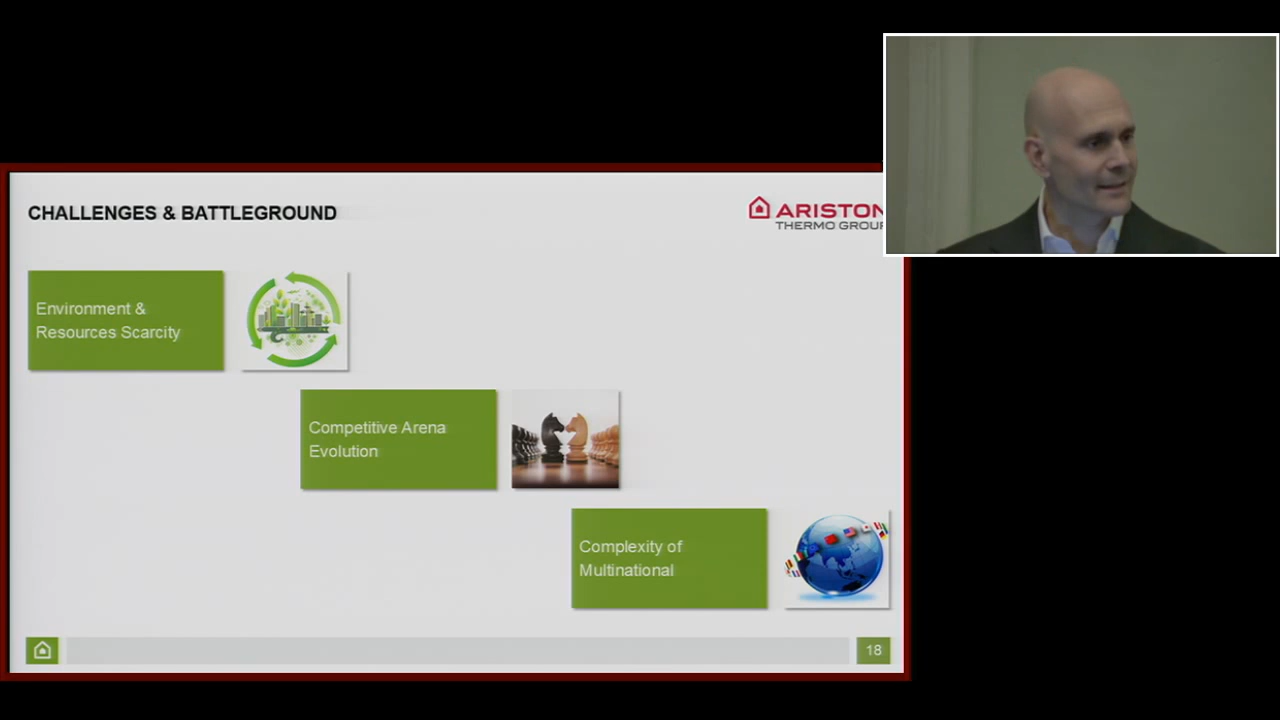 CHALLENGES & BATTLEGROUND
ARISTON
THERMO GROUP
Environment &
Resources Scarcity
Competitive Arena
Evolution
Complexity of
Multinational
18